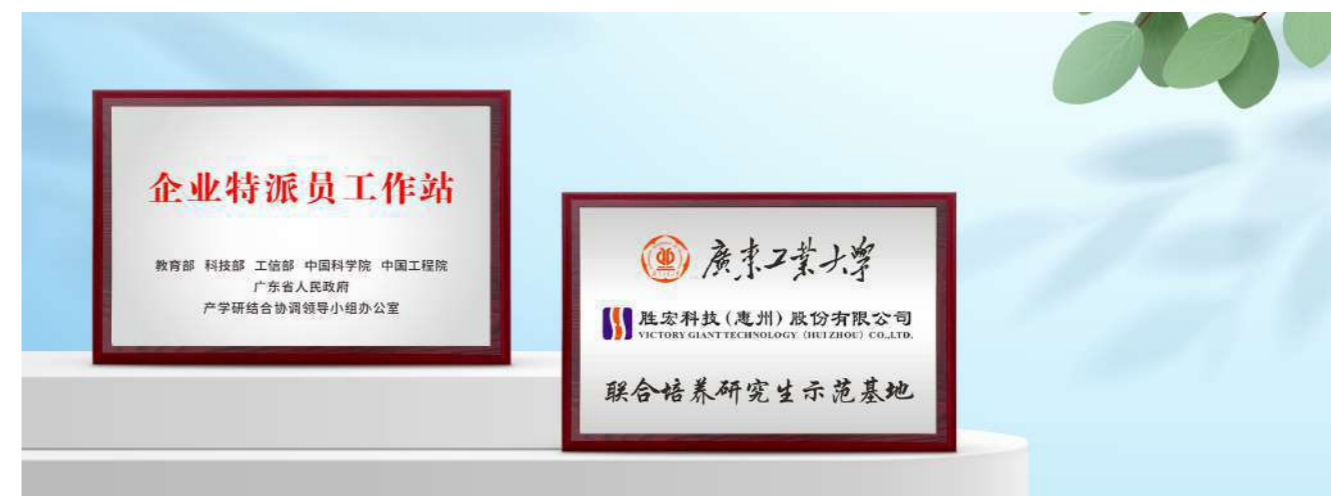 企业特派员工作站
教育部 科技部 工信部 中国科学院 中国工程院
广东省人民政府
产学研结合协调领导小组办公室
廣東工業大學
胜宏科技(惠州)股份有限公司
VICTORY GIANT TECHNOLOGY (HUIZHOU) CO.,LTD.
联合培养研究生示范基地